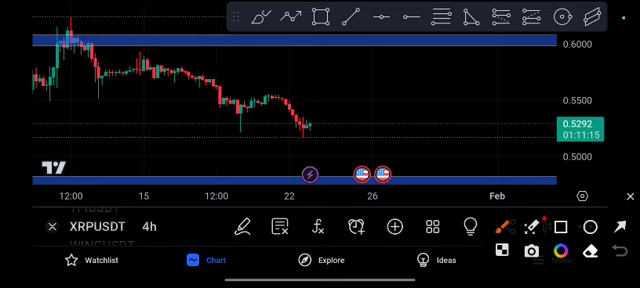 0.6000
0.5500
0.5292
01:11:15
0.5000
12:00 15 12:00 22 26 Feb
XRPUSDT 4h
Watchlist Chart Explore Ideas